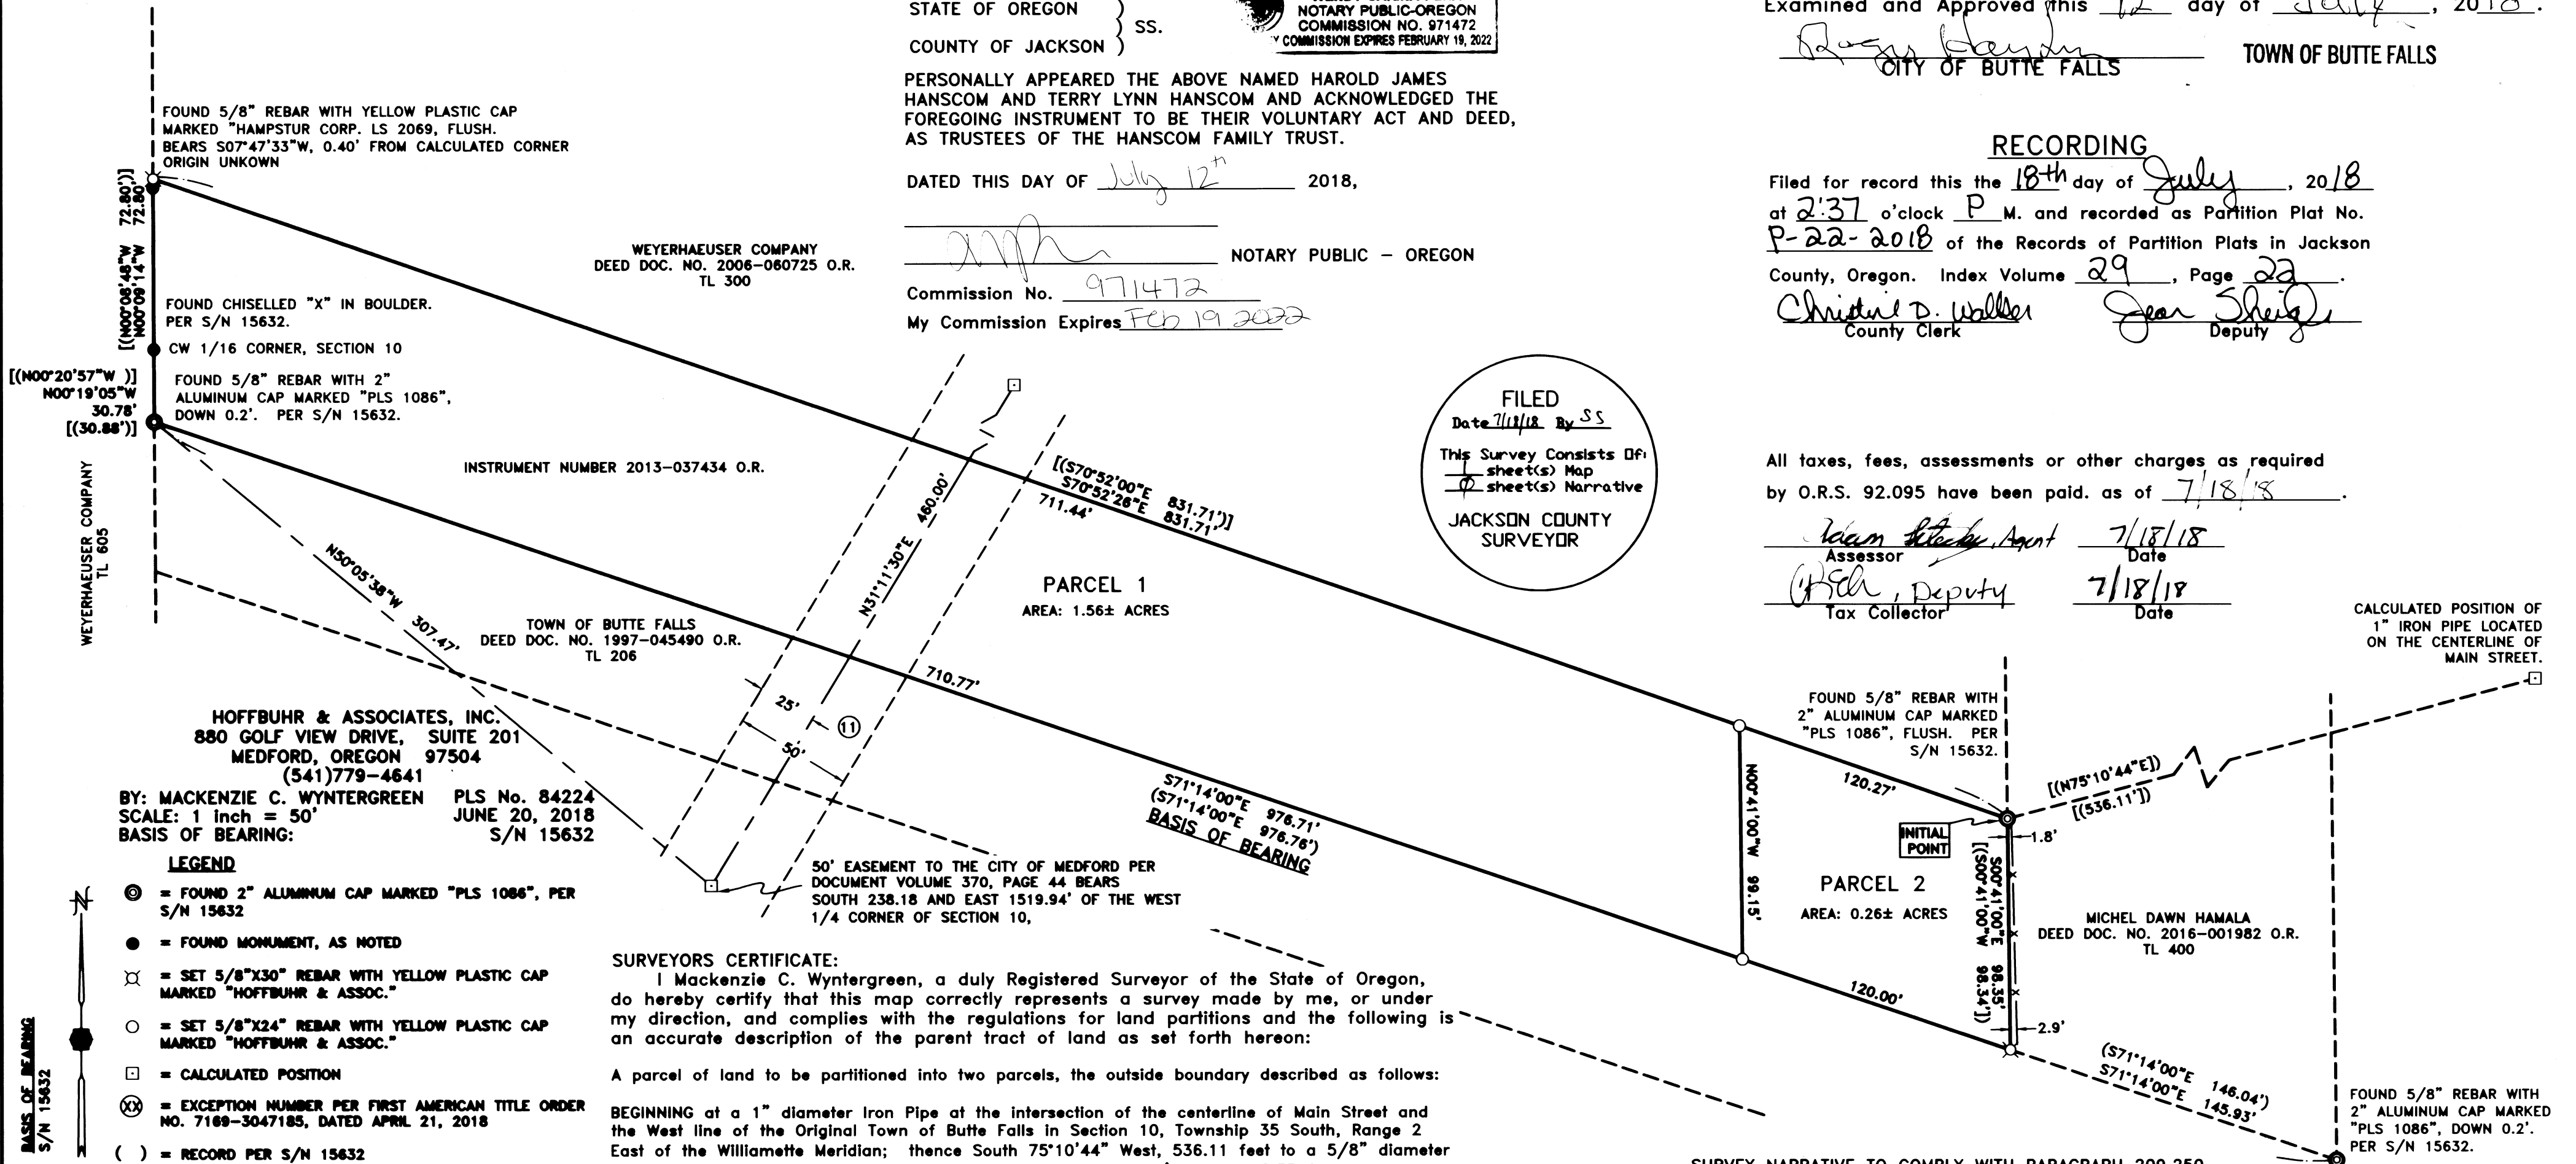 STATE OF OREGON )
) SS.
COUNTY OF JACKSON )
NOTARY PUBLIC-OREGON
COMMISSION NO. 971472
Y COMMISSION EXPIRES FEBRUARY 19, 2022
PERSONALLY APPEARED THE ABOVE NAMED HAROLD JAMES
HANSCOM AND TERRY LYNN HANSCOM AND ACKNOWLEDGED THE
FOREGOING INSTRUMENT TO BE THEIR VOLUNTARY ACT AND DEED,
AS TRUSTEES OF THE HANSCOM FAMILY TRUST.
DATED THIS DAY OF July 12th 2018,
NOTARY PUBLIC – OREGON
Commission No. 971472
My Commission Expires Feb 19 2022
Examined and Approved this 12 day of July, 2018.
CITY OF BUTTE FALLS
TOWN OF BUTTE FALLS
RECORDING
Filed for record this the 18th day of July, 2018
at 2:37 o'clock P M. and recorded as Partition Plat No.
P-22-2018 of the Records of Partition Plats in Jackson
County, Oregon. Index Volume 29, Page 22.
Christine D. Walker
County Clerk
Deputy
All taxes, fees, assessments or other charges as required
by O.R.S. 92.095 have been paid. as of 7/18/18.
Agent 7/18/18
Assessor Date
, Deputy 7/18/18
Tax Collector Date
FILED
Date 7/18/18 By SS
This Survey Consists Of:
1 sheet(s) Map
0 sheet(s) Narrative
JACKSON COUNTY
SURVEYOR
FOUND 5/8" REBAR WITH YELLOW PLASTIC CAP
MARKED "HAMPSTUR CORP. LS 2069, FLUSH.
BEARS S07°47'33"W, 0.40' FROM CALCULATED CORNER
ORIGIN UNKOWN
[(N00°08'48"W 72.80')]
N00°09'14"W 72.80'
FOUND CHISELLED "X" IN BOULDER.
PER S/N 15632.
CW 1/16 CORNER, SECTION 10
[(N00°20'57"W )]
N00°19'05"W
30.78'
[(30.88')]
FOUND 5/8" REBAR WITH 2"
ALUMINUM CAP MARKED "PLS 1086",
DOWN 0.2'. PER S/N 15632.
WEYERHAEUSER COMPANY
DEED DOC. NO. 2006-060725 O.R.
TL 300
INSTRUMENT NUMBER 2013-037434 O.R.
WEYERHAEUSER COMPANY
TL 605
N50°05'38"W 307.47'
TOWN OF BUTTE FALLS
DEED DOC. NO. 1997-045490 O.R.
TL 206
N31°11'30"E 460.00'
[(S70°52'00"E 831.71')]
S70°52'26"E 831.71'
711.44'
PARCEL 1
AREA: 1.56± ACRES
710.77'
25'
11
50'
S71°14'00"E 976.71'
(S71°14'00"E 976.76')
BASIS OF BEARING
50' EASEMENT TO THE CITY OF MEDFORD PER
DOCUMENT VOLUME 370, PAGE 44 BEARS
SOUTH 238.18 AND EAST 1519.94' OF THE WEST
1/4 CORNER OF SECTION 10,
CALCULATED POSITION OF
1" IRON PIPE LOCATED
ON THE CENTERLINE OF
MAIN STREET.
FOUND 5/8" REBAR WITH
2" ALUMINUM CAP MARKED
"PLS 1086", FLUSH. PER
S/N 15632.
N00°41'00"W 99.15'
120.27'
[(N75°10'44"E])
[(536.11'])
INITIAL
POINT
1.8'
PARCEL 2
AREA: 0.26± ACRES
S00°41'00"E 98.35'
[(S00°41'00"W 98.34'])
MICHEL DAWN HAMALA
DEED DOC. NO. 2016-001982 O.R.
TL 400
120.00'
2.9'
(S71°14'00"E 146.04')
S71°14'00"E 145.93'
FOUND 5/8" REBAR WITH
2" ALUMINUM CAP MARKED
"PLS 1086", DOWN 0.2'.
PER S/N 15632.
HOFFBUHR & ASSOCIATES, INC.
880 GOLF VIEW DRIVE, SUITE 201
MEDFORD, OREGON 97504
(541)779-4641
BY: MACKENZIE C. WYNTERGREEN PLS No. 84224
SCALE: 1 inch = 50' JUNE 20, 2018
BASIS OF BEARING: S/N 15632
LEGEND
= FOUND 2" ALUMINUM CAP MARKED "PLS 1086", PER
S/N 15632
= FOUND MONUMENT, AS NOTED
= SET 5/8"X30" REBAR WITH YELLOW PLASTIC CAP
MARKED "HOFFBUHR & ASSOC."
= SET 5/8"X24" REBAR WITH YELLOW PLASTIC CAP
MARKED "HOFFBUHR & ASSOC."
= CALCULATED POSITION
XX = EXCEPTION NUMBER PER FIRST AMERICAN TITLE ORDER
NO. 7169-3047185, DATED APRIL 21, 2018
( ) = RECORD PER S/N 15632
N
BASIS OF BEARING
S/N 15632
SURVEYORS CERTIFICATE:
I Mackenzie C. Wyntergreen, a duly Registered Surveyor of the State of Oregon,
do hereby certify that this map correctly represents a survey made by me, or under
my direction, and complies with the regulations for land partitions and the following is
an accurate description of the parent tract of land as set forth hereon:
A parcel of land to be partitioned into two parcels, the outside boundary described as follows:
BEGINNING at a 1" diameter Iron Pipe at the intersection of the centerline of Main Street and
the West line of the Original Town of Butte Falls in Section 10, Township 35 South, Range 2
East of the Willamette Meridian; thence South 75°10'44" West, 536.11 feet to a 5/8" diameter
SURVEY NARRATIVE TO COMPLY WITH PARAGRAPH 209.250